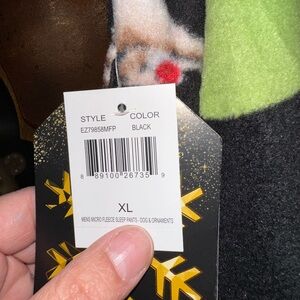 STYLE COLOR
EZ79858MFP BLACK
8 89100 26735 9
XL
MENS MICRO FLEECE SLEEP PANTS - DOG & ORNAMENTS